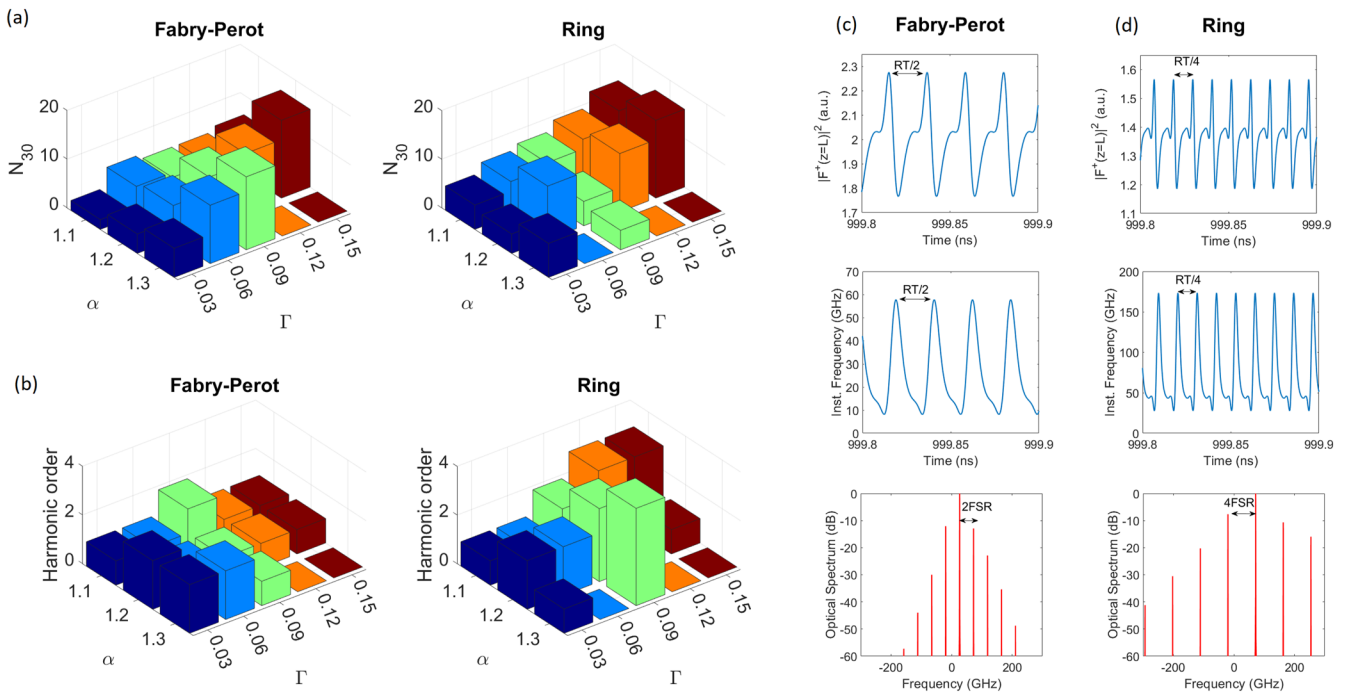 (a)
Fabry-Perot
Ring
N30
20
10
0
1.1
1.2
1.3
α
0.03
0.06
0.09
0.12
0.15
Γ
N30
20
10
0
1.1
1.2
1.3
α
0.03
0.06
0.09
0.12
0.15
Γ
(b)
Fabry-Perot
Ring
Harmonic order
4
2
0
1.1
1.2
1.3
α
0.03
0.06
0.09
0.12
0.15
Γ
Harmonic order
4
2
0
1.1
1.2
1.3
α
0.03
0.06
0.09
0.12
0.15
Γ
(c)
Fabry-Perot
|F⁺(z=L)|² (a.u.)
2.3
2.2
2.1
2
1.9
1.8
1.7
RT/2
999.8
999.85
999.9
Time (ns)
Inst. Frequency (GHz)
70
60
50
40
30
20
10
0
RT/2
999.8
999.85
999.9
Time (ns)
Optical Spectrum (dB)
0
-10
-20
-30
-40
-50
-60
2FSR
-200
0
200
Frequency (GHz)
(d)
Ring
|F⁺(z=L)|² (a.u.)
1.6
1.5
1.4
1.3
1.2
1.1
RT/4
999.8
999.85
999.9
Time (ns)
Inst. Frequency (GHz)
200
150
100
50
0
RT/4
999.8
999.85
999.9
Time (ns)
Optical Spectrum (dB)
0
-10
-20
-30
-40
-50
-60
4FSR
-200
0
200
Frequency (GHz)